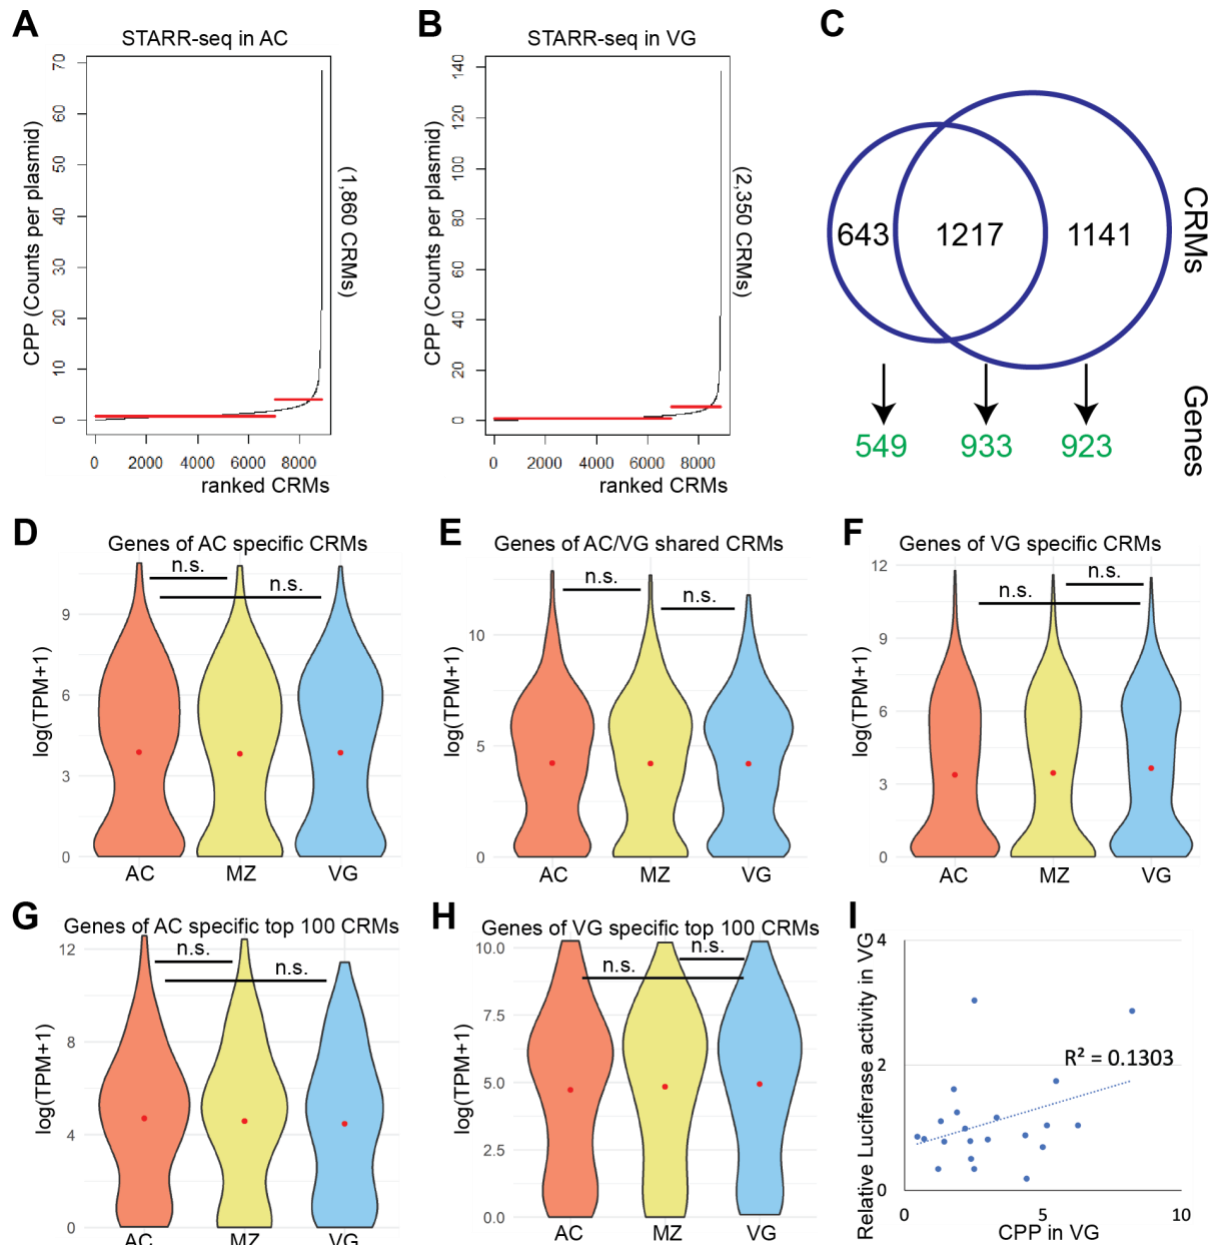 A
STARR-seq in AC
CPP (Counts per plasmid)
70
60
50
40
30
20
10
0
0 2000 4000 6000 8000
ranked CRMs
(1,860 CRMs)
B
STARR-seq in VG
CPP (Counts per plasmid)
140
120
100
80
60
40
20
0
0 2000 4000 6000 8000
ranked CRMs
(2,350 CRMs)
C
643 1217 1141
CRMs
549 933 923
Genes
D
Genes of AC specific CRMs
n.s.
n.s.
log(TPM+1)
9
6
3
0
AC MZ VG
E
Genes of AC/VG shared CRMs
n.s.
n.s.
log(TPM+1)
10
5
0
AC MZ VG
F
Genes of VG specific CRMs
n.s.
n.s.
log(TPM+1)
12
9
6
3
0
AC MZ VG
G
Genes of AC specific top 100 CRMs
n.s.
n.s.
log(TPM+1)
12
8
4
0
AC MZ VG
H
Genes of VG specific top 100 CRMs
n.s.
n.s.
log(TPM+1)
10.0
7.5
5.0
2.5
0.0
AC MZ VG
I
Relative Luciferase activity in VG
4
2
0
R² = 0.1303
0 5 10
CPP in VG